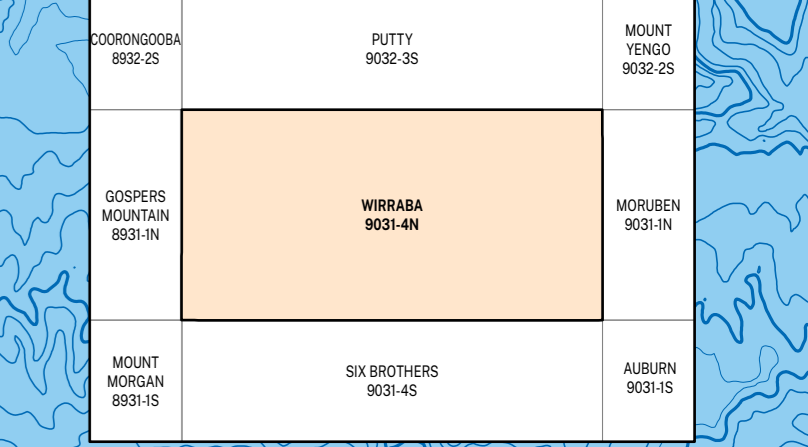 COORONGOOBA
8932-2S
PUTTY
9032-3S
MOUNT
YENGO
9032-2S
GOSPERS
MOUNTAIN
8931-1N
WIRRABA
9031-4N
MORUBEN
9031-1N
MOUNT
MORGAN
8931-1S
SIX BROTHERS
9031-4S
AUBURN
9031-1S